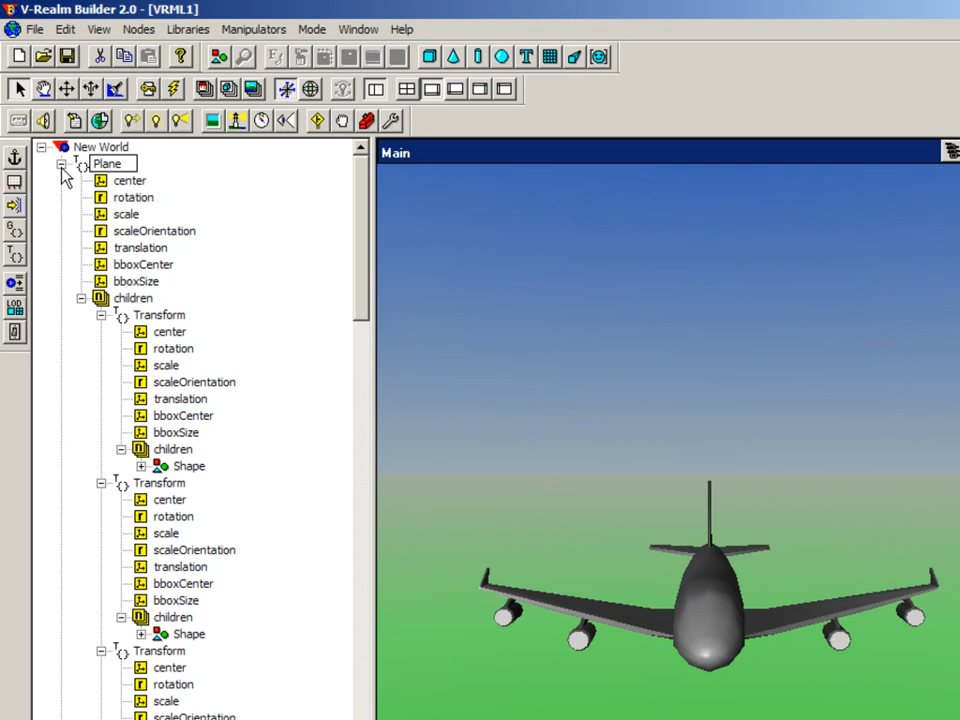 V-Realm Builder 2.0 - [VRML1]
File Edit View Nodes Libraries Manipulators Mode Window Help
New World
Main
Plane
center
rotation
scale
scaleOrientation
translation
bboxCenter
bboxSize
children
Transform
center
rotation
scale
scaleOrientation
translation
bboxCenter
bboxSize
children
Shape
Transform
center
rotation
scale
scaleOrientation
translation
bboxCenter
bboxSize
children
Shape
Transform
center
rotation
scale
scaleOrientation